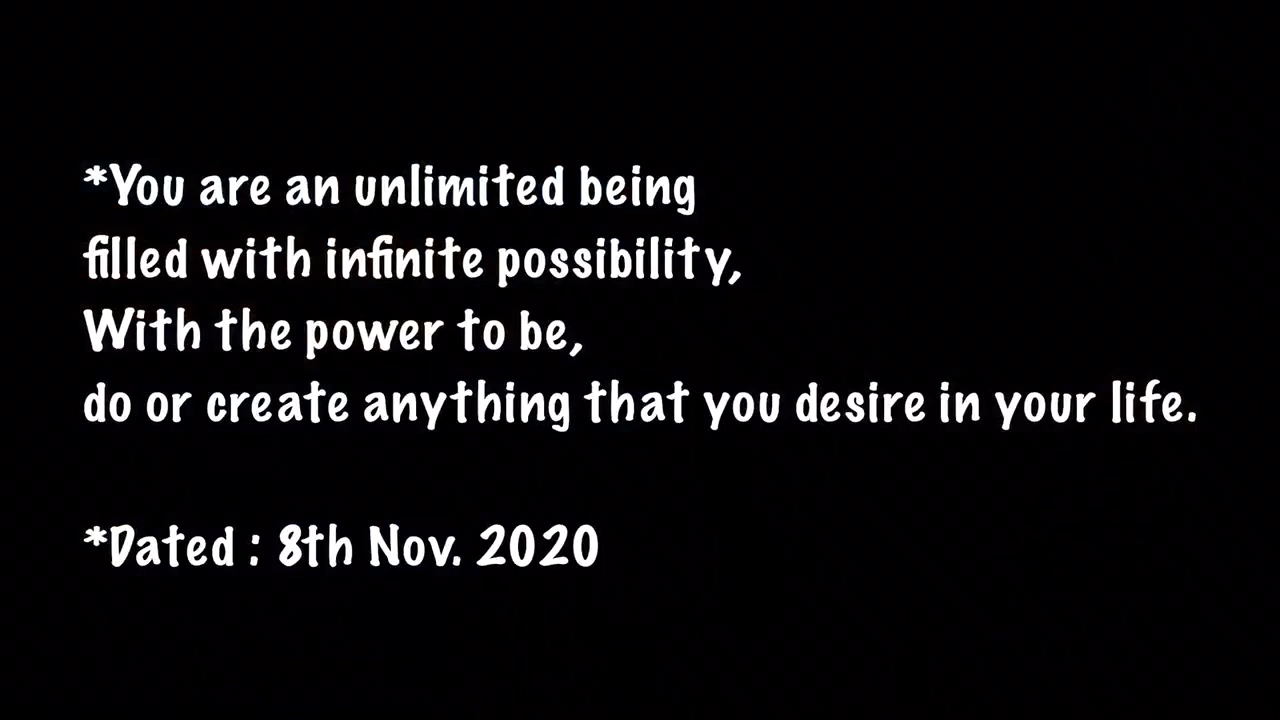 *You are an unlimited being
filled with infinite possibility,
With the power to be,
do or create anything that you desire in your life.
*Dated : 8th Nov. 2020